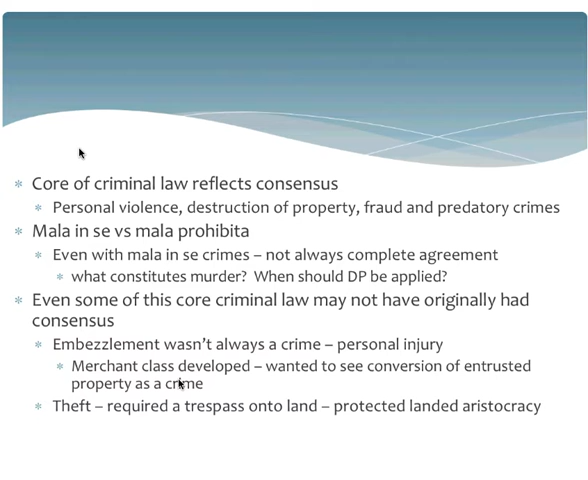 Core of criminal law reflects consensus
Personal violence, destruction of property, fraud and predatory crimes
Mala in se vs mala prohibita
Even with mala in se crimes – not always complete agreement
what constitutes murder? When should DP be applied?
Even some of this core criminal law may not have originally had
consensus
Embezzlement wasn't always a crime – personal injury
Merchant class developed – wanted to see conversion of entrusted
property as a crime
Theft – required a trespass onto land – protected landed aristocracy